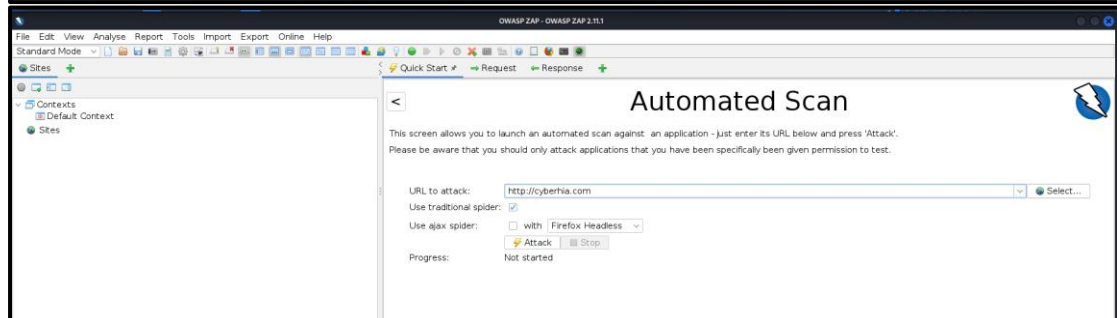 OWASP ZAP - OWASP ZAP 2.11.1
File Edit View Analyse Report Tools Import Export Online Help
Standard Mode
Sites
Quick Start Request Response
Contexts
Default Context
Sites
<
Automated Scan
This screen allows you to launch an automated scan against an application - just enter its URL below and press 'Attack'.
Please be aware that you should only attack applications that you have been specifically been given permission to test.
URL to attack: http://cyberhia.com Select...
Use traditional spider:
Use ajax spider: with Firefox Headless
Attack Stop
Progress: Not started